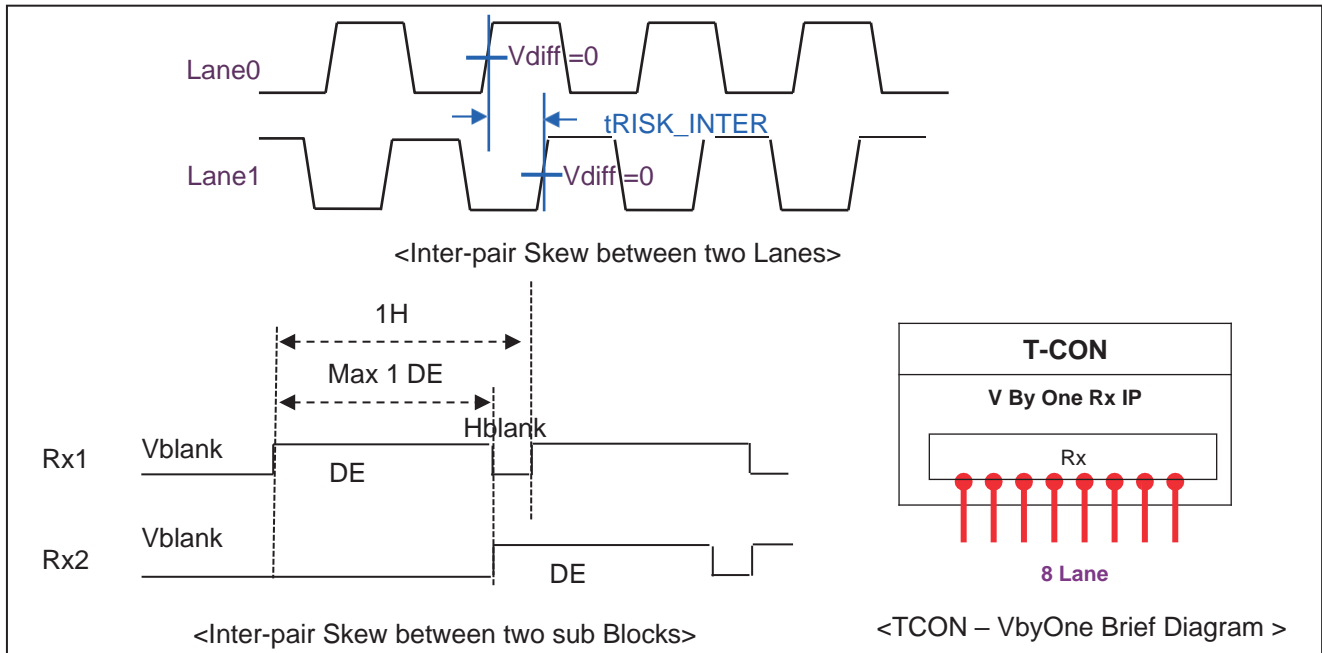 Lane0
Vdiff =0
tRISK_INTER
Lane1
Vdiff =0
<Inter-pair Skew between two Lanes>
1H
Max 1 DE
Hblank
Rx1
Vblank
DE
Rx2
Vblank
DE
<Inter-pair Skew between two sub Blocks>
T-CON
V By One Rx IP
Rx
8 Lane
<TCON – VbyOne Brief Diagram >